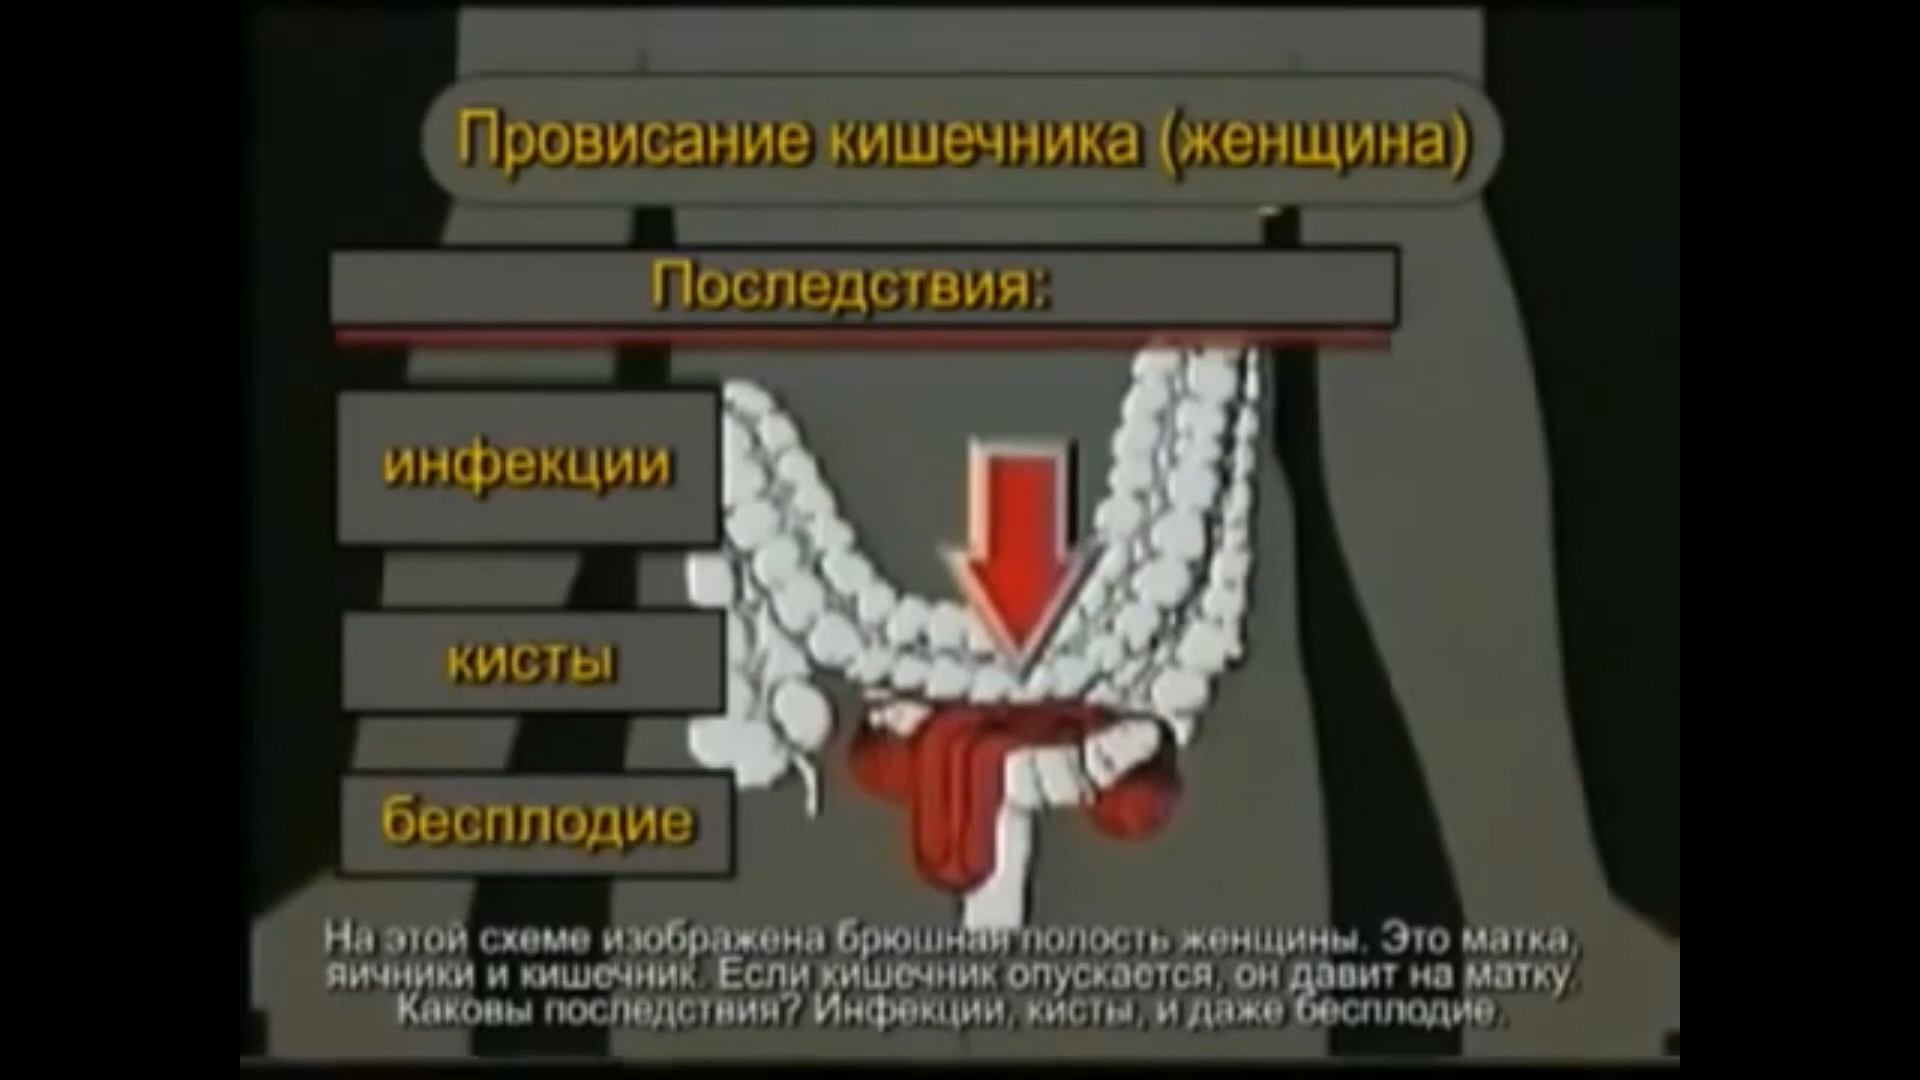 Провисание кишечника (женщина)
Последствия:
инфекции
кисты
бесплодие
На этой схеме изображена брюшная полость женщины. Это матка,
яичники и кишечник. Если кишечник опускается, он давит на матку.
Каковы последствия? Инфекции, кисты, и даже бесплодие.